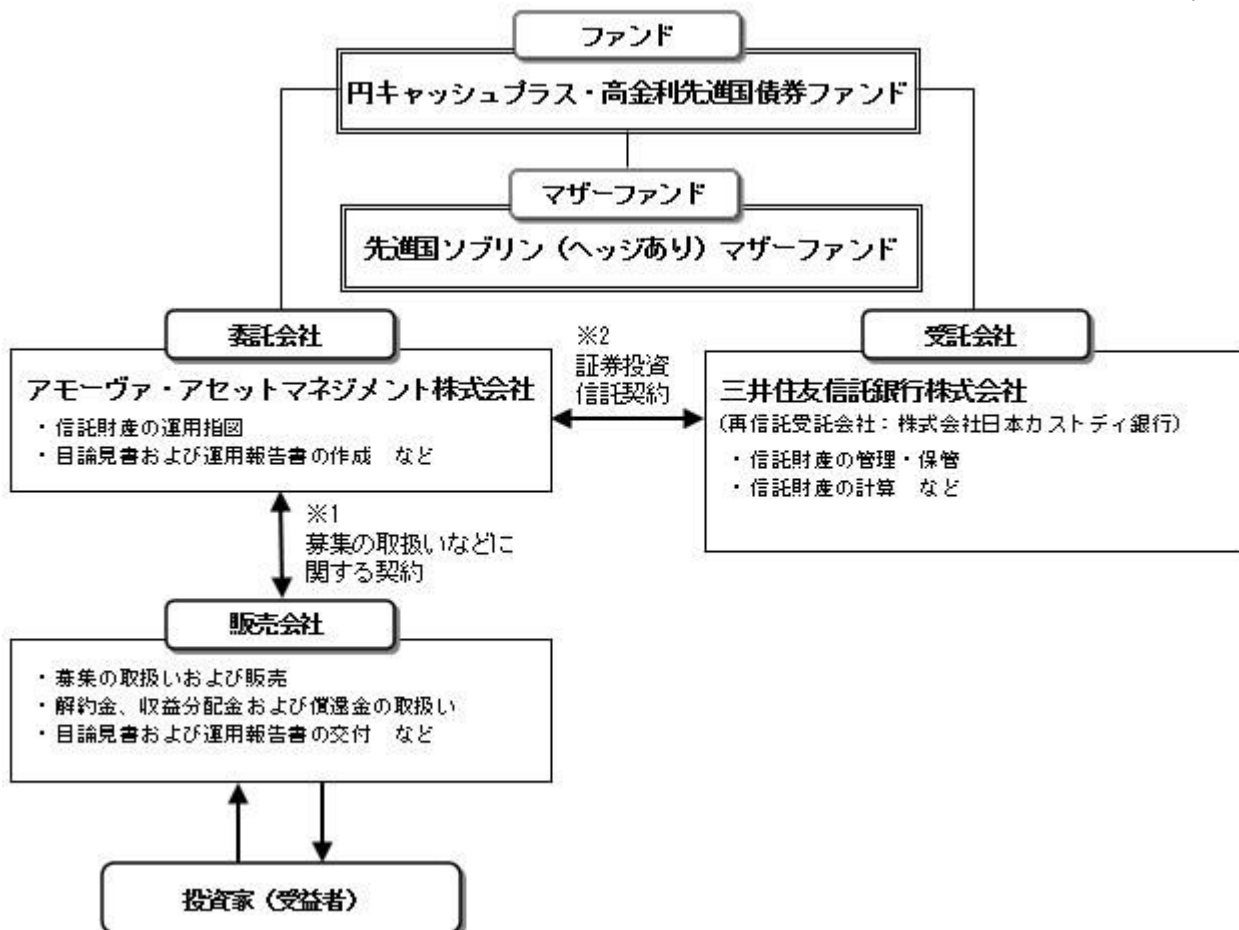 ファンド
円キャッシュプラス・高金利先進国債券ファンド
マザーファンド
先進国ソブリン（ヘッジあり）マザーファンド
委託会社
アモーヴァ・アセットマネジメント株式会社
・信託財産の運用指図
・目論見書および運用報告書の作成　など
※2
証券投資
信託契約
受託会社
三井住友信託銀行株式会社
(再信託受託会社：株式会社日本カストディ銀行)
・信託財産の管理・保管
・信託財産の計算　など
※1
募集の取扱いなどに
関する契約
販売会社
・募集の取扱いおよび販売
・解約金、収益分配金および償還金の取扱い
・目論見書および運用報告書の交付　など
投資家（受益者）